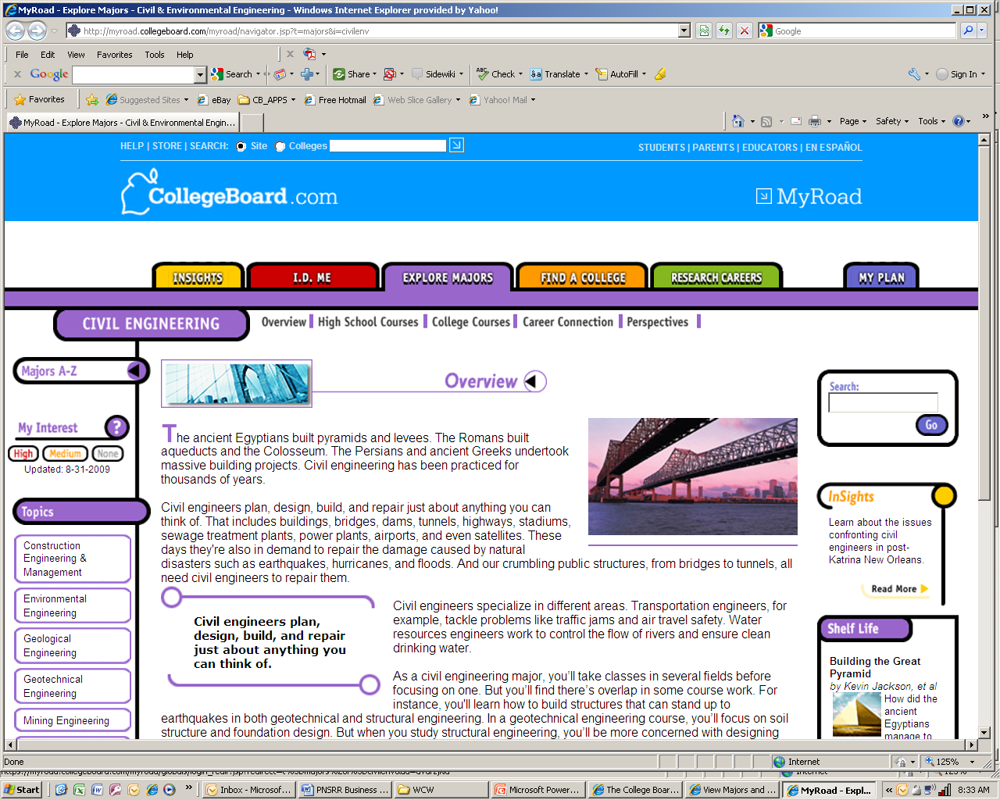 MyRoad - Explore Majors - Civil & Environmental Engineering - Windows Internet Explorer provided by Yahoo!
http://myroad.collegeboard.com/myroad/navigator.jsp?t=majors&i=civilenv
Google
File Edit View Favorites Tools Help
Google Search Share Sidewiki ABC Check Translate AutoFill Sign In
Favorites Suggested Sites eBay CB_APPS Free Hotmail Web Slice Gallery Yahoo! Mail
MyRoad - Explore Majors - Civil & Environmental Engin... Page Safety Tools
HELP | STORE | SEARCH: Site Colleges
STUDENTS | PARENTS | EDUCATORS | EN ESPAÑOL
CollegeBoard.com
MyRoad
INSIGHTS I.D. ME EXPLORE MAJORS FIND A COLLEGE RESEARCH CAREERS MY PLAN
CIVIL ENGINEERING
Overview High School Courses College Courses Career Connection Perspectives
Majors A-Z
My Interest ?
High Medium None
Updated: 8-31-2009
Topics
Construction
Engineering &
Management
Environmental
Engineering
Geological
Engineering
Geotechnical
Engineering
Mining Engineering
Overview
The ancient Egyptians built pyramids and levees. The Romans built
aqueducts and the Colosseum. The Persians and ancient Greeks undertook
massive building projects. Civil engineering has been practiced for
thousands of years.
Civil engineers plan, design, build, and repair just about anything you can
think of. That includes buildings, bridges, dams, tunnels, highways, stadiums,
sewage treatment plants, power plants, airports, and even satellites. These
days they're also in demand to repair the damage caused by natural
disasters such as earthquakes, hurricanes, and floods. And our crumbling public structures, from bridges to tunnels, all
need civil engineers to repair them.
Civil engineers plan,
design, build, and repair
just about anything you
can think of.
Civil engineers specialize in different areas. Transportation engineers, for
example, tackle problems like traffic jams and air travel safety. Water
resources engineers work to control the flow of rivers and ensure clean
drinking water.
As a civil engineering major, you'll take classes in several fields before
focusing on one. But you'll find there's overlap in some course work. For
instance, you'll learn how to build structures that can stand up to
earthquakes in both geotechnical and structural engineering. In a geotechnical engineering course, you'll focus on soil
structure and foundation design. But when you study structural engineering, you'll be more concerned with designing
Search:
Go
InSights
Learn about the issues
confronting civil
engineers in post-
Katrina New Orleans.
Read More
Shelf Life
Building the Great
Pyramid
by Kevin Jackson, et al
How did the
ancient
Egyptians
manage to
Done Internet 125%
Start Inbox - Microsof... PNSRR Business ... WCW Microsoft Power... The College Boar... View Majors and ... MyRoad - Expl... 8:33 AM